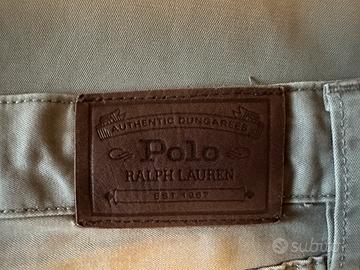 AUTHENTIC DUNGAREES
Polo
RALPH LAUREN
EST. 1967
subito